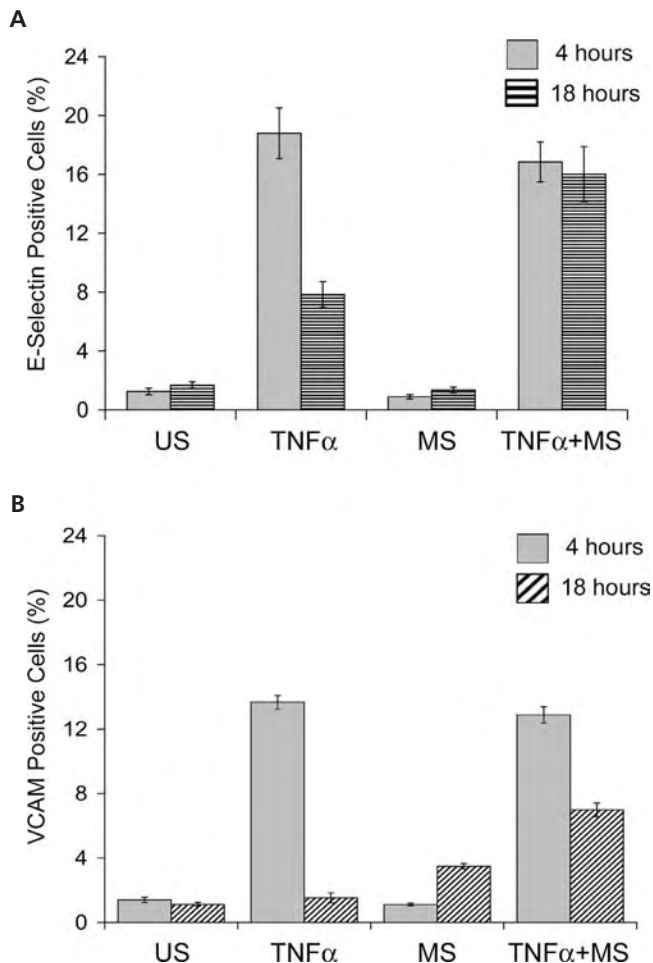 A
E-Selectin Positive Cells (%)
24
20
16
12
8
4
0
4 hours
18 hours
US TNFα MS TNFα+MS
B
VCAM Positive Cells (%)
24
20
16
12
8
4
0
4 hours
18 hours
US TNFα MS TNFα+MS